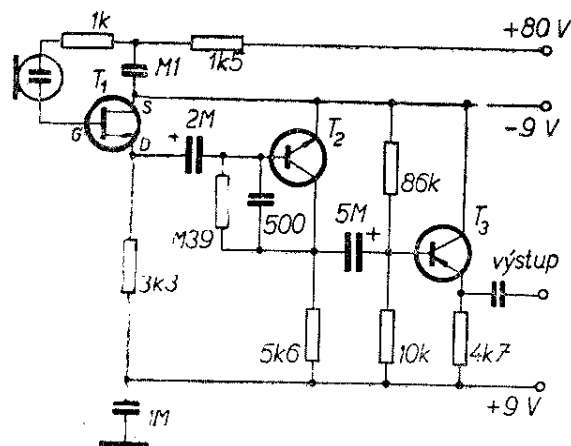 1k
+80 V
M1
1k5
T1
S
G
D
-9 V
2M
+
T2
86k
500
M39
5M
+
T3
výstup
3k3
5k6
10k
4k7
+9 V
1M